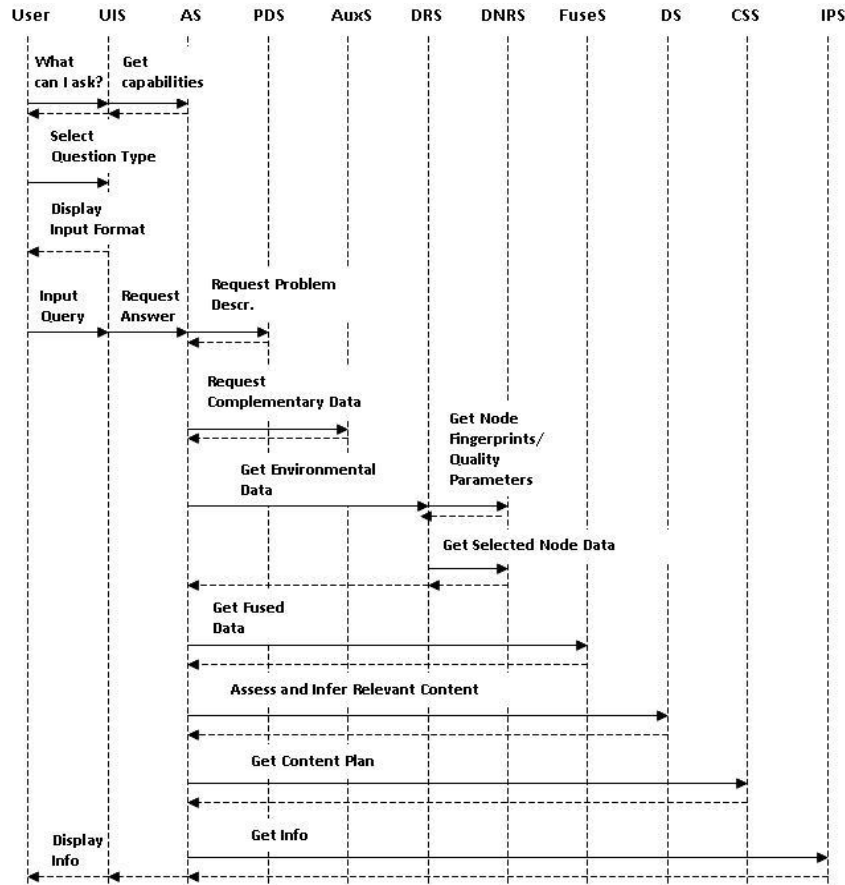 User UIS AS PDS AuxS DRS DNRS FuseS DS CSS IPS
What
can I ask?
Get
capabilities
Select
Question Type
Display
Input Format
Request Problem
Descr.
Input
Query
Request
Answer
Request
Complementary Data
Get Node
Fingerprints/
Quality
Parameters
Get Environmental
Data
Get Selected Node Data
Get Fused
Data
Assess and Infer Relevant Content
Get Content Plan
Get Info
Display
Info